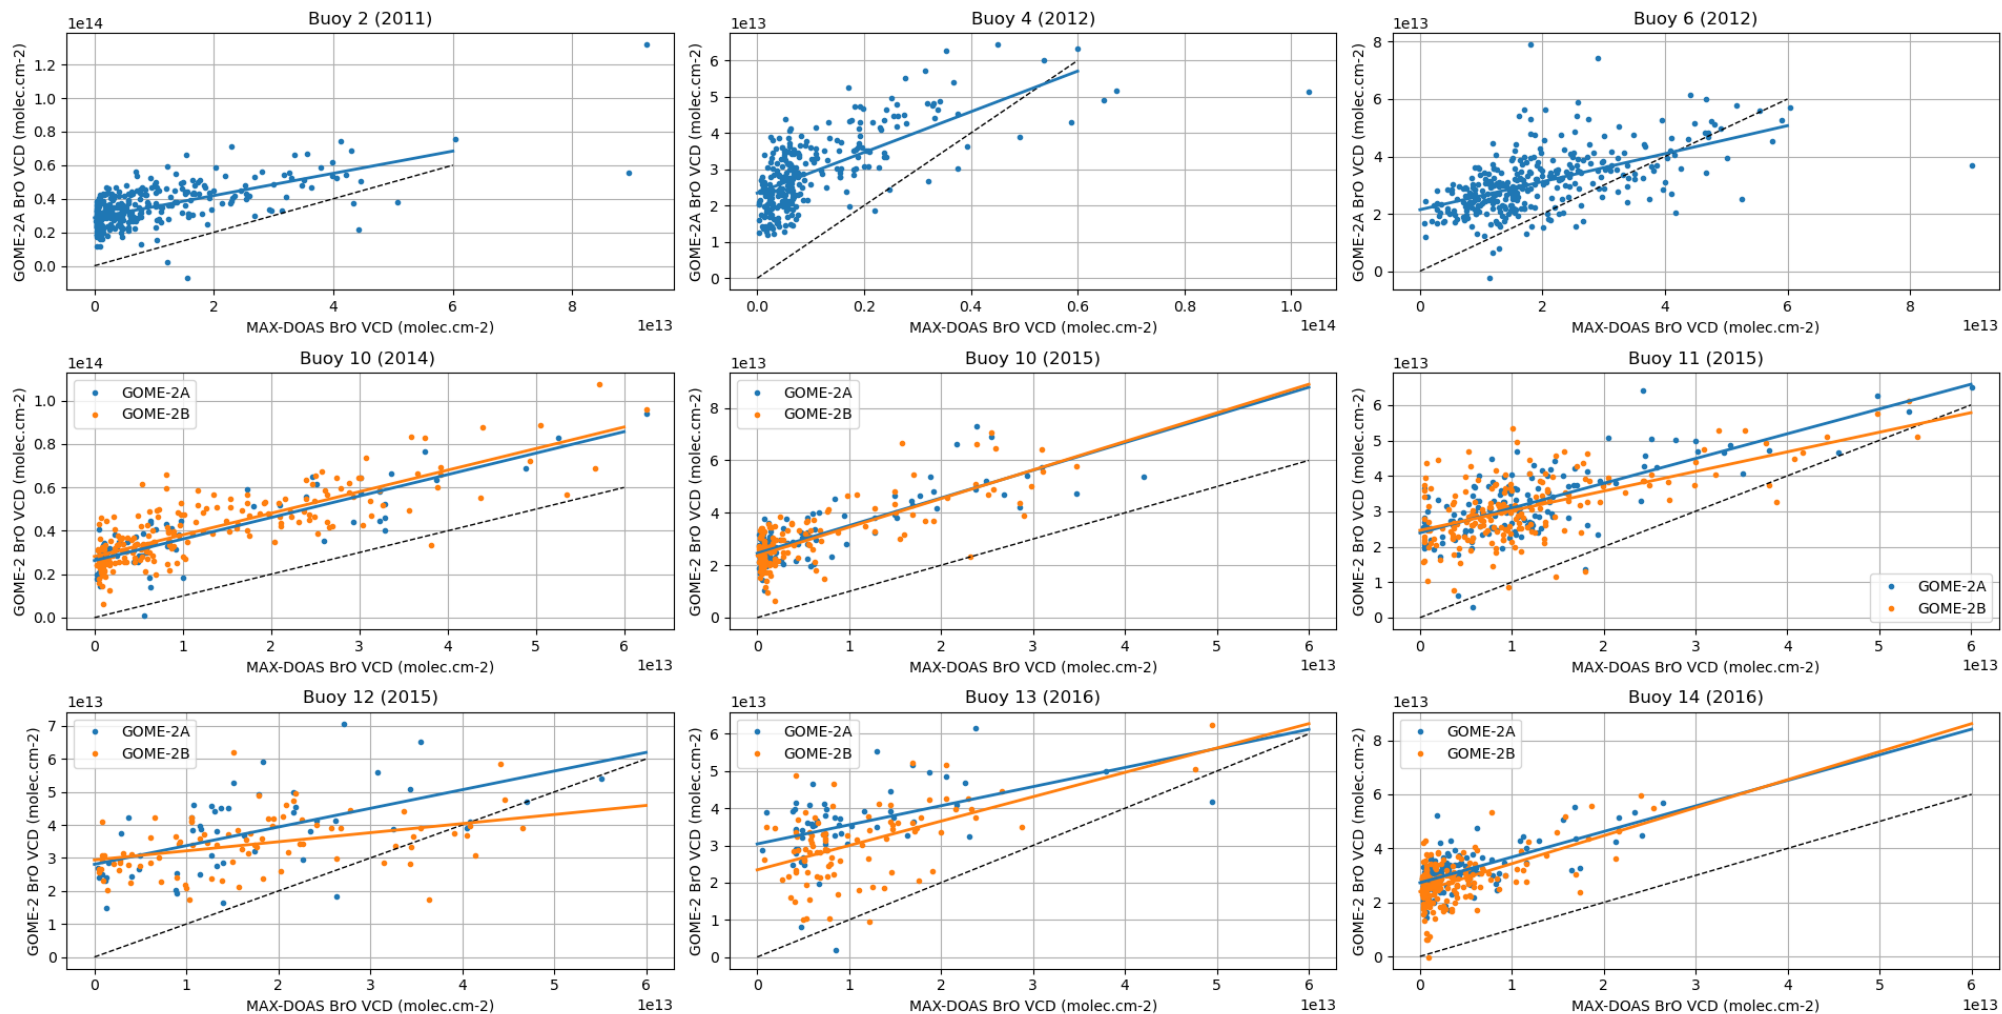 Buoy 2 (2011)
1e14
GOME-2A BrO VCD (molec.cm-2)
1.2
1.0
0.8
0.6
0.4
0.2
0.0
0 2 4 6 8
MAX-DOAS BrO VCD (molec.cm-2)
1e13
Buoy 4 (2012)
1e13
GOME-2A BrO VCD (molec.cm-2)
6
5
4
3
2
1
0
0.0 0.2 0.4 0.6 0.8 1.0
MAX-DOAS BrO VCD (molec.cm-2)
1e14
Buoy 6 (2012)
1e13
GOME-2A BrO VCD (molec.cm-2)
8
6
4
2
0
0 2 4 6 8
MAX-DOAS BrO VCD (molec.cm-2)
1e13
Buoy 10 (2014)
1e14
GOME-2A
GOME-2B
GOME-2 BrO VCD (molec.cm-2)
1.0
0.8
0.6
0.4
0.2
0.0
0 1 2 3 4 5 6
MAX-DOAS BrO VCD (molec.cm-2)
1e13
Buoy 10 (2015)
1e13
GOME-2A
GOME-2B
GOME-2 BrO VCD (molec.cm-2)
8
6
4
2
0
0 1 2 3 4 5 6
MAX-DOAS BrO VCD (molec.cm-2)
1e13
Buoy 11 (2015)
1e13
GOME-2 BrO VCD (molec.cm-2)
6
5
4
3
2
1
0
GOME-2A
GOME-2B
0 1 2 3 4 5 6
MAX-DOAS BrO VCD (molec.cm-2)
1e13
Buoy 12 (2015)
1e13
GOME-2A
GOME-2B
GOME-2 BrO VCD (molec.cm-2)
7
6
5
4
3
2
1
0
0 1 2 3 4 5 6
MAX-DOAS BrO VCD (molec.cm-2)
1e13
Buoy 13 (2016)
1e13
GOME-2A
GOME-2B
GOME-2 BrO VCD (molec.cm-2)
6
5
4
3
2
1
0
0 1 2 3 4 5 6
MAX-DOAS BrO VCD (molec.cm-2)
1e13
Buoy 14 (2016)
1e13
GOME-2A
GOME-2B
GOME-2 BrO VCD (molec.cm-2)
8
6
4
2
0
0 1 2 3 4 5 6
MAX-DOAS BrO VCD (molec.cm-2)
1e13